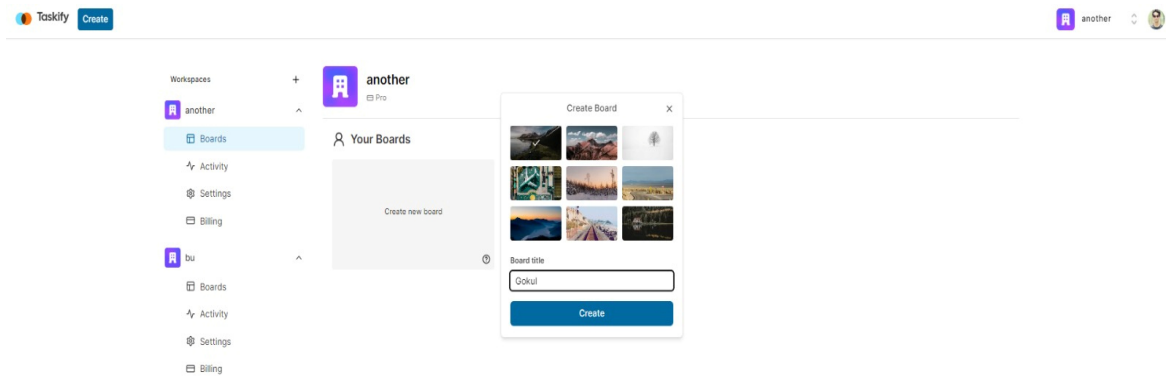 Taskify
Create
another
Workspaces
another
Boards
Activity
Settings
Billing
bu
Boards
Activity
Settings
Billing
another
Pro
Your Boards
Create new board
Create Board
Board title
Gokul
Create